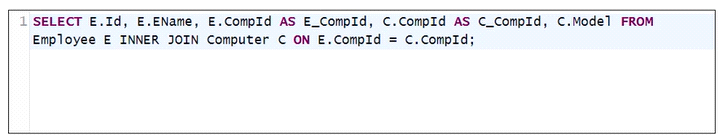 1 SELECT E.Id, E.EName, E.CompId AS E_CompId, C.CompId AS C_CompId, C.Model FROM
Employee E INNER JOIN Computer C ON E.CompId = C.CompId;